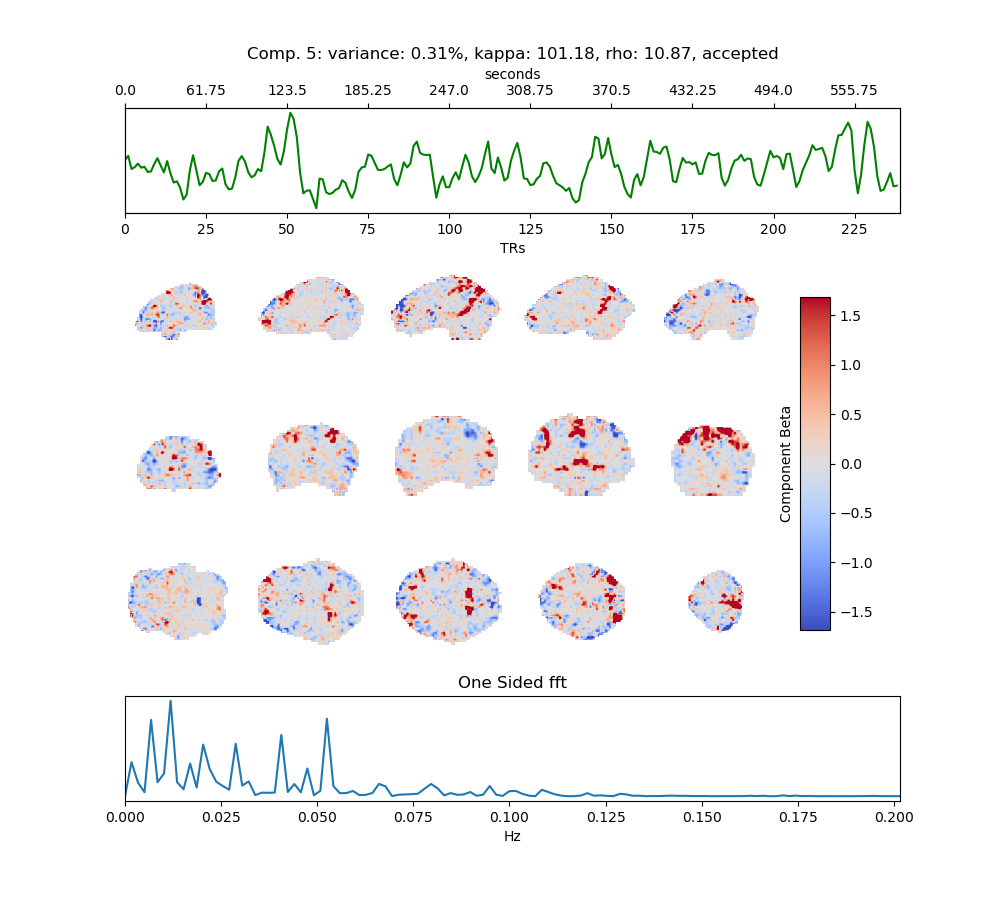 Comp. 5: variance: 0.31%, kappa: 101.18, rho: 10.87, accepted
seconds
0.0 61.75 123.5 185.25 247.0 308.75 370.5 432.25 494.0 555.75
0 25 50 75 100 125 150 175 200 225
TRs
1.5
1.0
0.5
0.0
−0.5
−1.0
−1.5
Component Beta
One Sided fft
0.000 0.025 0.050 0.075 0.100 0.125 0.150 0.175 0.200
Hz